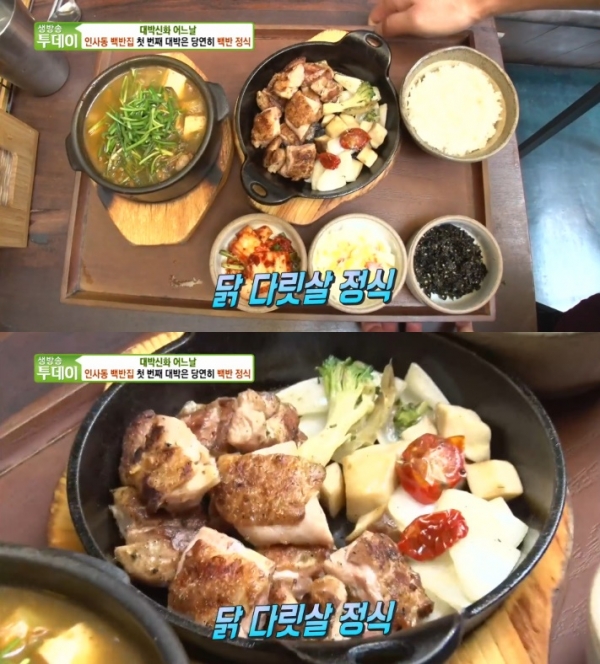 생방송
투데이
대박신화 어느날
인사동 백반집 첫 번째 대박은 당연히 백반 정식
닭 다릿살 정식
생방송
투데이
대박신화 어느날
인사동 백반집 첫 번째 대박은 당연히 백반 정식
닭 다릿살 정식